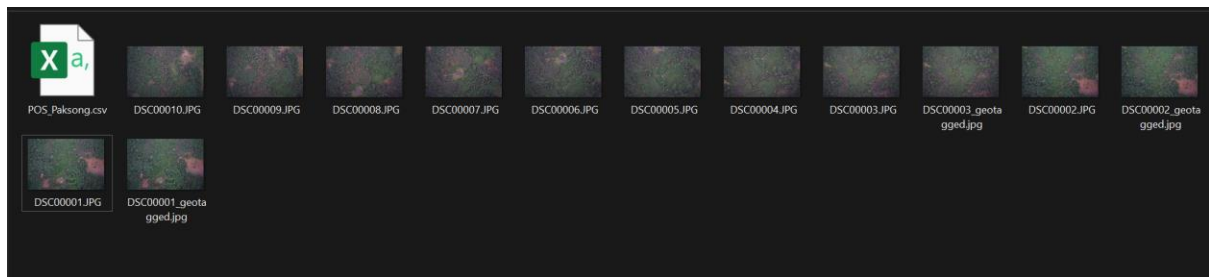 X a,
POS_Paksong.csv
DSC00010.JPG
DSC00009.JPG
DSC00008.JPG
DSC00007.JPG
DSC00006.JPG
DSC00005.JPG
DSC00004.JPG
DSC00003.JPG
DSC00003_geota
gged.jpg
DSC00002.JPG
DSC00002_geota
gged.jpg
DSC00001.JPG
DSC00001_geota
gged.jpg